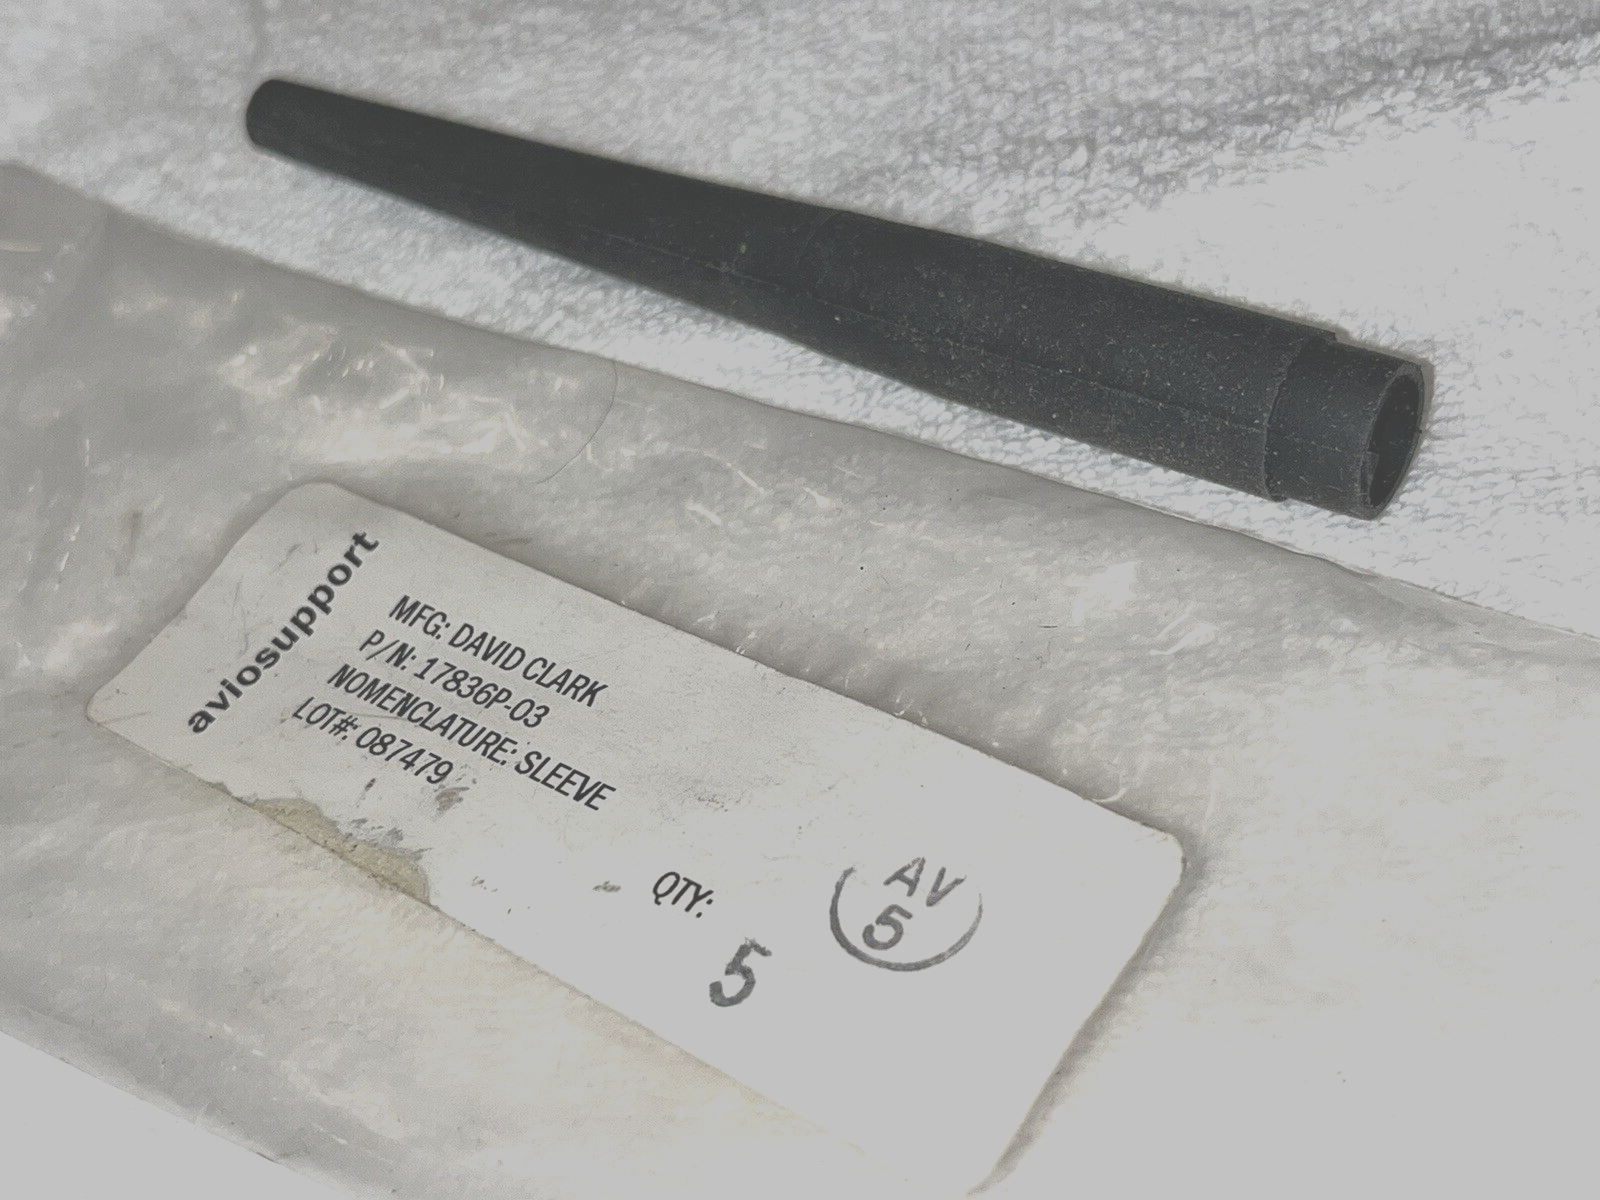 aviosupport
MFG: DAVID CLARK
P/N: 17836P-03
NOMENCLATURE: SLEEVE
LOT#: 087479
QTY:
5
AV
5